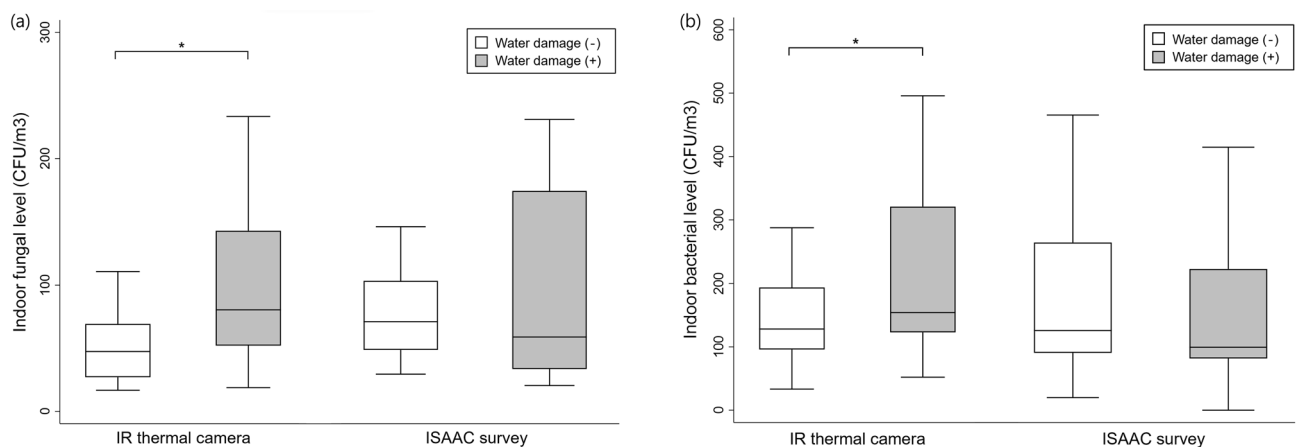 (a)
300
200
100
0
Indoor fungal level (CFU/m3)
*
Water damage (-)
Water damage (+)
IR thermal camera
ISAAC survey
(b)
600
500
400
300
200
100
0
Indoor bacterial level (CFU/m3)
*
Water damage (-)
Water damage (+)
IR thermal camera
ISAAC survey